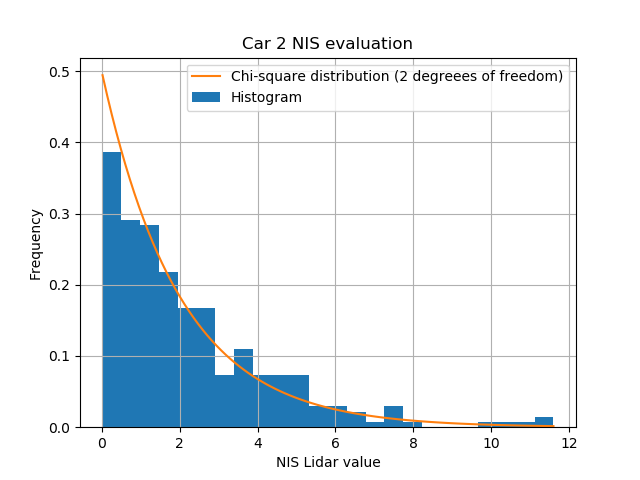 Car 2 NIS evaluation
Chi-square distribution (2 degreees of freedom)
Histogram
0.5
0.4
0.3
0.2
0.1
0.0
Frequency
0 2 4 6 8 10 12
NIS Lidar value